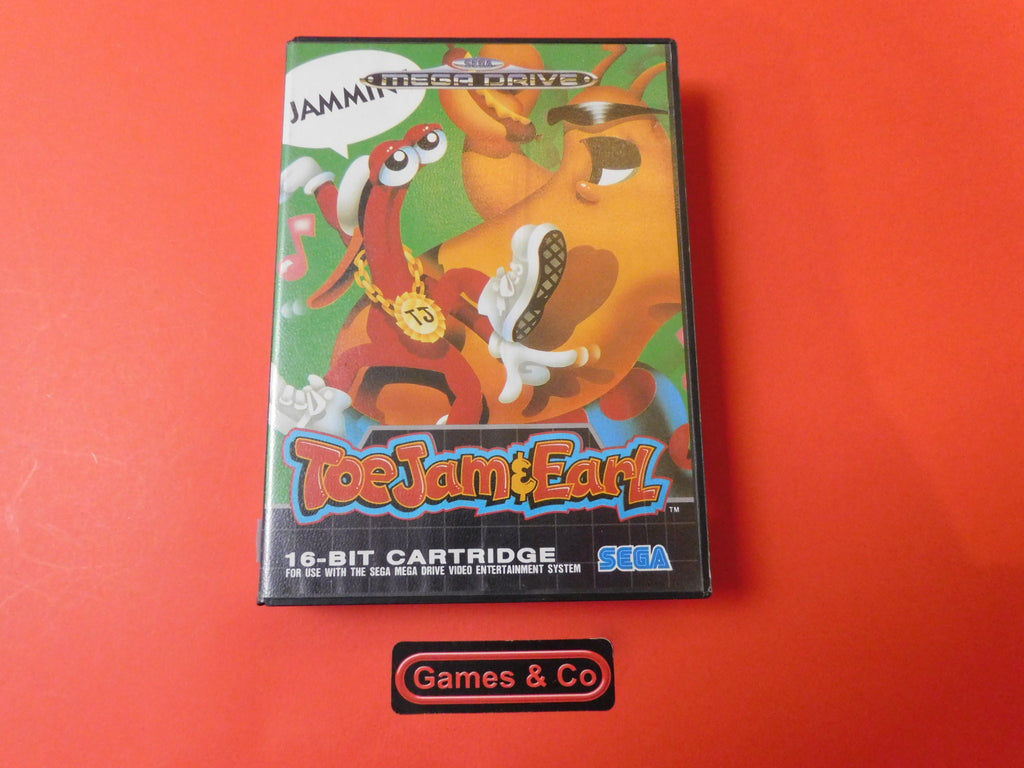 SEGA
MEGA DRIVE
JAMMIN
TJ
ToeJam & Earl
TM
16-BIT CARTRIDGE
FOR USE WITH THE SEGA MEGA DRIVE VIDEO ENTERTAINMENT SYSTEM
SEGA
Games & Co